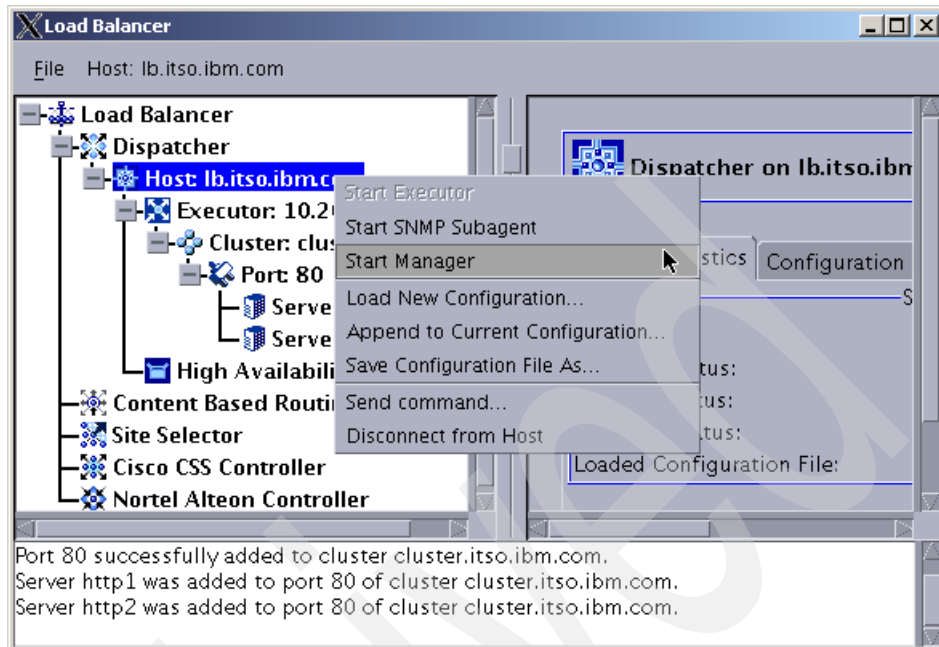 Load Balancer
File Host: lb.itso.ibm.com
Load Balancer
Dispatcher
Host: lb.itso.ibm.co
Executor: 10.2
Cluster: clus
Port: 80
Serve
Serve
High Availabili
Content Based Routi
Site Selector
Cisco CSS Controller
Nortel Alteon Controller
Start Executor
Start SNMP Subagent
Start Manager
Load New Configuration...
Append to Current Configuration...
Save Configuration File As...
Send command...
Disconnect from Host
Dispatcher on lb.itso.ibm
stics Configuration
S
tus:
us:
tus:
Loaded Configuration File:
Port 80 successfully added to cluster cluster.itso.ibm.com.
Server http1 was added to port 80 of cluster cluster.itso.ibm.com.
Server http2 was added to port 80 of cluster cluster.itso.ibm.com.